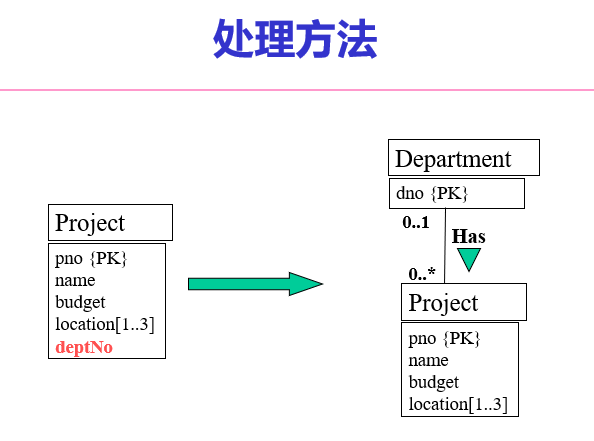 处理方法
Project
pno {PK}
name
budget
location[1..3]
deptNo
Department
dno {PK}
0..1
Has
0..*
Project
pno {PK}
name
budget
location[1..3]